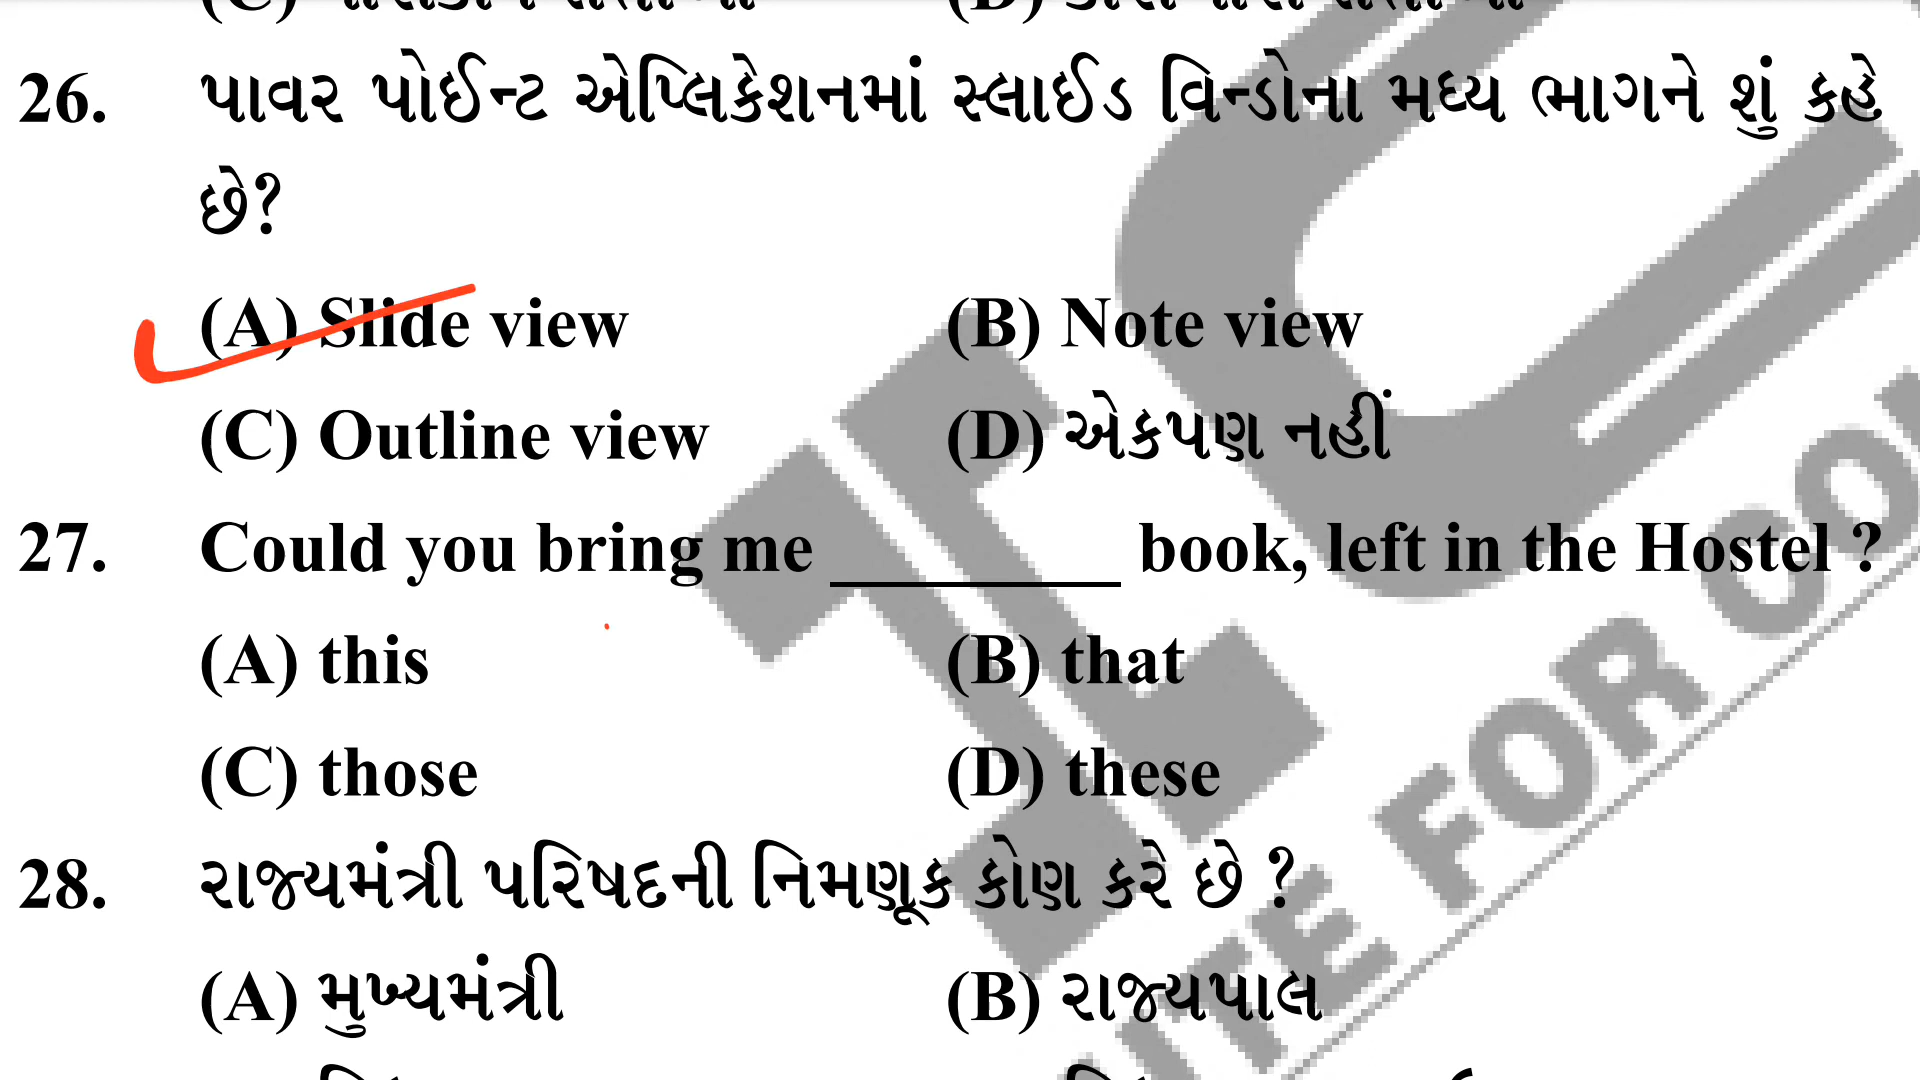 26. પાવર પોઈન્ટ એપ્લિકેશનમાં સ્લાઈડ વિન્ડોના મધ્ય ભાગને શું કહે
છે?
(A) Slide view (B) Note view
(C) Outline view (D) એકપણ નહીં
27. Could you bring me __________ book, left in the Hostel ?
(A) this (B) that
(C) those (D) these
28. રાજ્યમંત્રી પરિષદની નિમણૂક કોણ કરે છે ?
(A) મુખ્યમંત્રી (B) રાજ્યપાલ
FOR